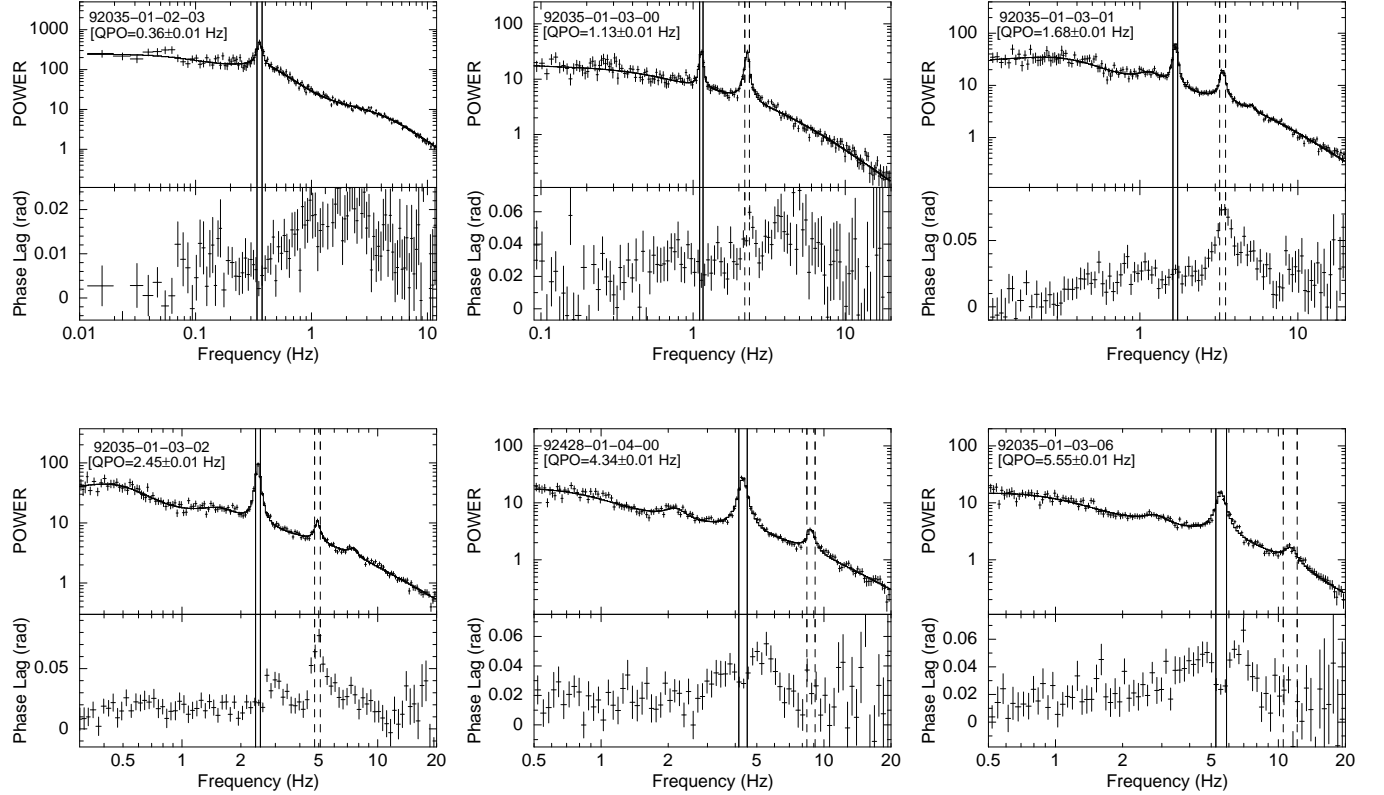 92035−01−02−03
[QPO=0.36±0.01 Hz]
POWER
1000
100
10
1
Phase Lag (rad)
0.02
0.01
0
0.01
0.1
1
10
Frequency (Hz)
92035−01−03−00
[QPO=1.13±0.01 Hz]
POWER
100
10
1
Phase Lag (rad)
0.06
0.04
0.02
0
0.1
1
10
Frequency (Hz)
92035−01−03−01
[QPO=1.68±0.01 Hz]
POWER
100
10
1
Phase Lag (rad)
0.05
0
1
10
Frequency (Hz)
92035−01−03−02
[QPO=2.45±0.01 Hz]
POWER
100
10
1
Phase Lag (rad)
0.05
0
0.5
1
2
5
10
20
Frequency (Hz)
92428−01−04−00
[QPO=4.34±0.01 Hz]
POWER
100
10
1
Phase Lag (rad)
0.06
0.04
0.02
0
0.5
1
2
5
10
20
Frequency (Hz)
92035−01−03−06
[QPO=5.55±0.01 Hz]
POWER
100
10
1
Phase Lag (rad)
0.06
0.04
0.02
0
0.5
1
2
5
10
20
Frequency (Hz)